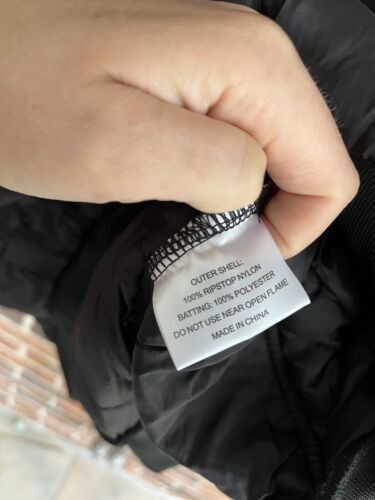 OUTER SHELL:
100% RIPSTOP NYLON
BATTING: 100% POLYESTER
DO NOT USE NEAR OPEN FLAME
MADE IN CHINA